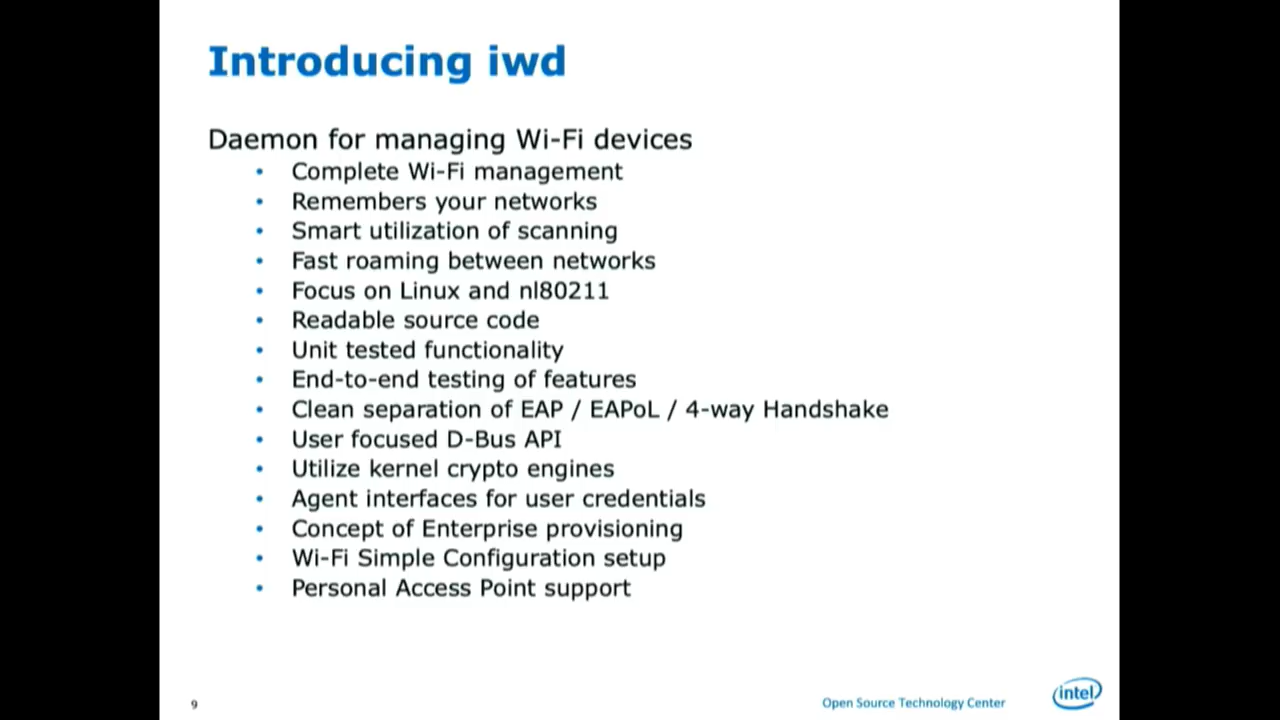 Introducing iwd
Daemon for managing Wi-Fi devices
• Complete Wi-Fi management
• Remembers your networks
• Smart utilization of scanning
• Fast roaming between networks
• Focus on Linux and nl80211
• Readable source code
• Unit tested functionality
• End-to-end testing of features
• Clean separation of EAP / EAPoL / 4-way Handshake
• User focused D-Bus API
• Utilize kernel crypto engines
• Agent interfaces for user credentials
• Concept of Enterprise provisioning
• Wi-Fi Simple Configuration setup
• Personal Access Point support
9
Open Source Technology Center
intel